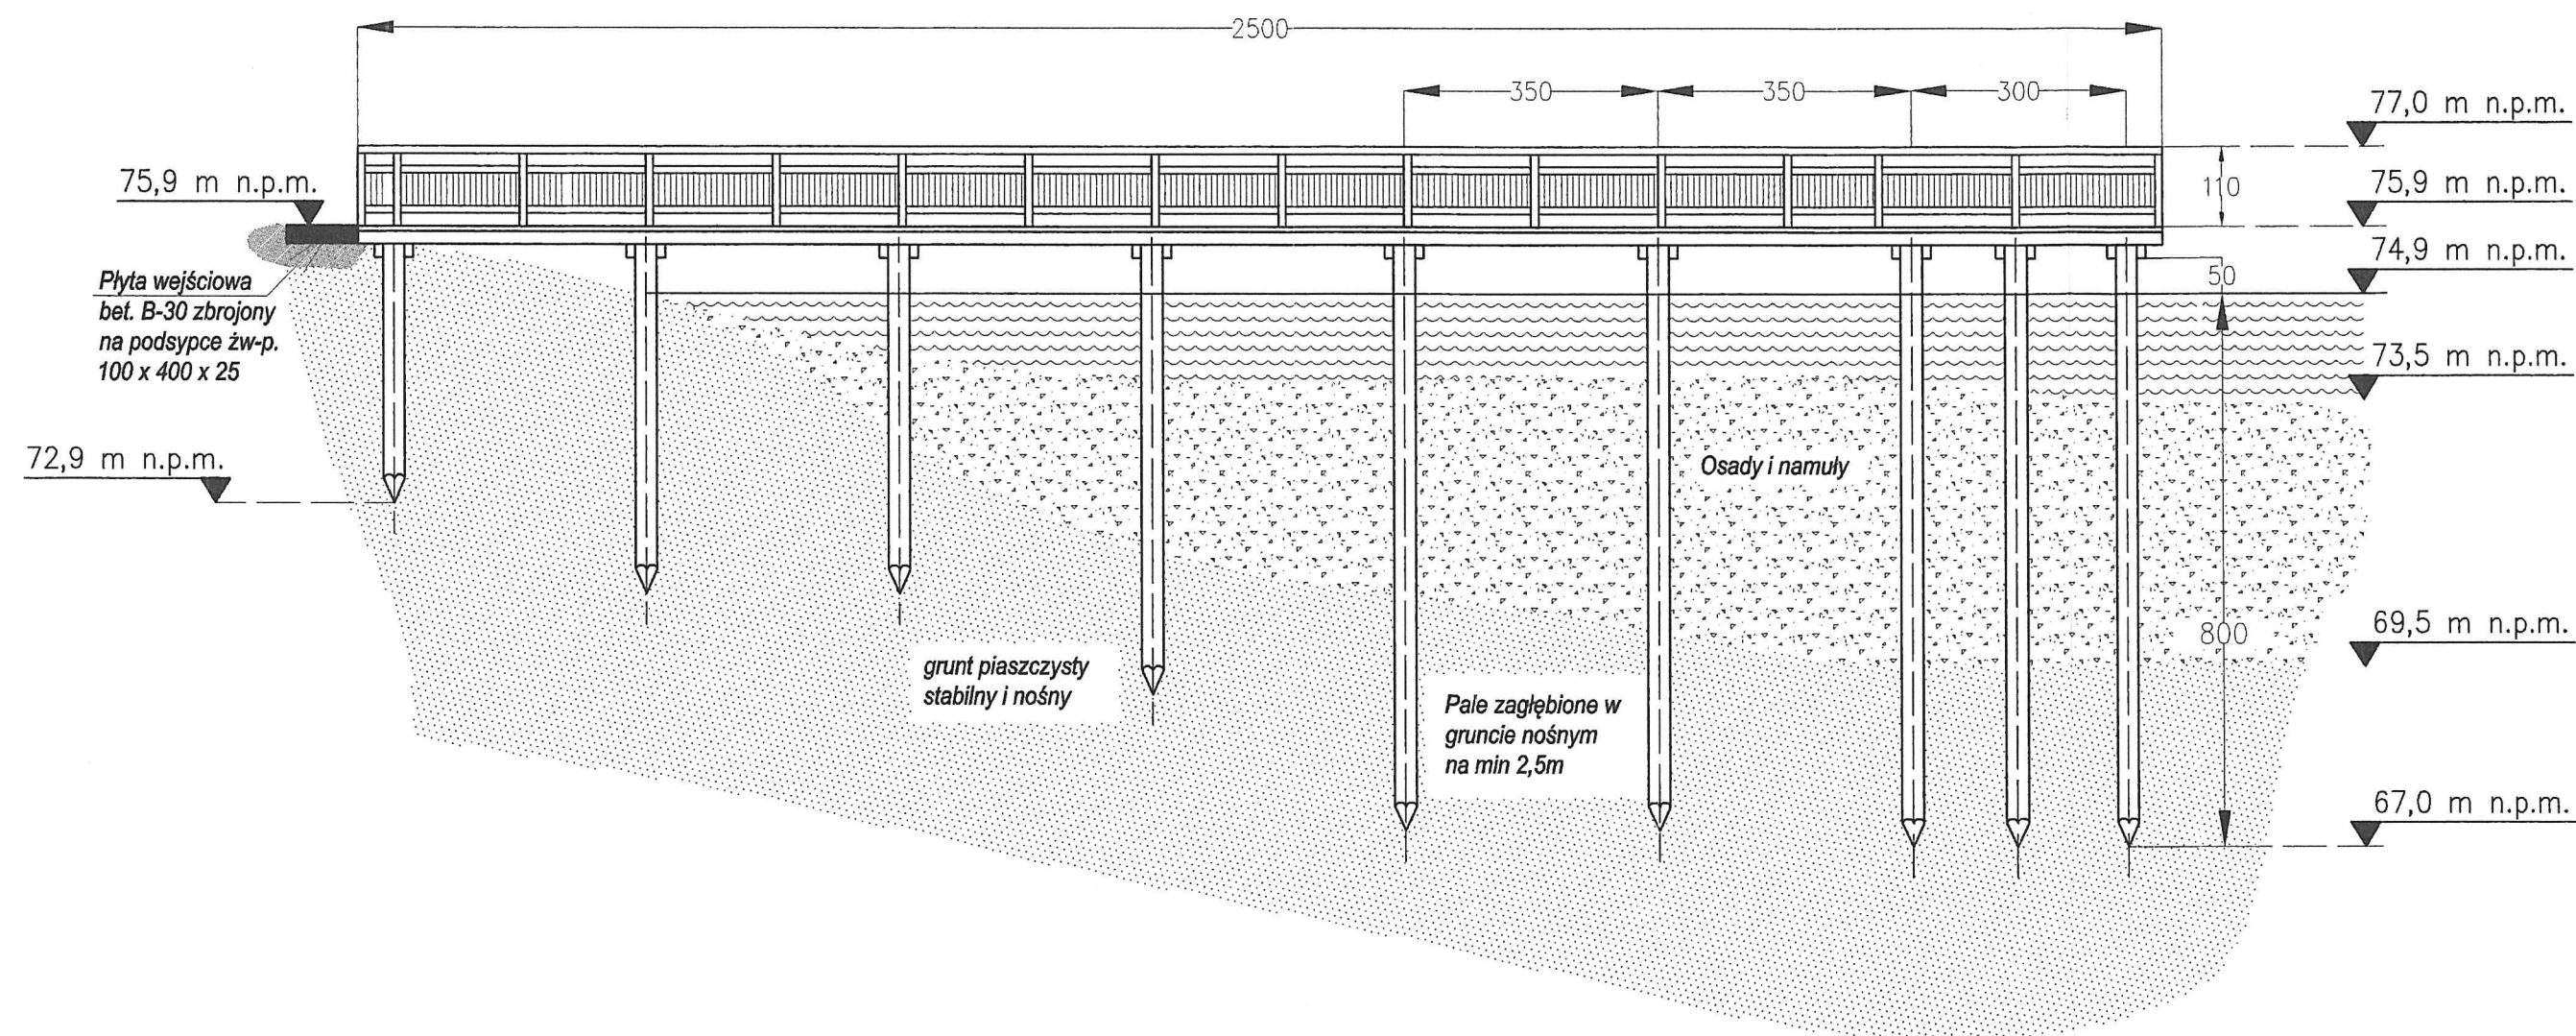 2500
350
350
300
77,0 m n.p.m.
75,9 m n.p.m.
110
75,9 m n.p.m.
74,9 m n.p.m.
50
Płyta wejściowa
bet. B-30 zbrojony
na podsypce żw-p.
100 x 400 x 25
73,5 m n.p.m.
72,9 m n.p.m.
Osady i namuły
800
69,5 m n.p.m.
grunt piaszczysty
stabilny i nośny
Pale zagłębione w
gruncie nośnym
na min 2,5m
67,0 m n.p.m.